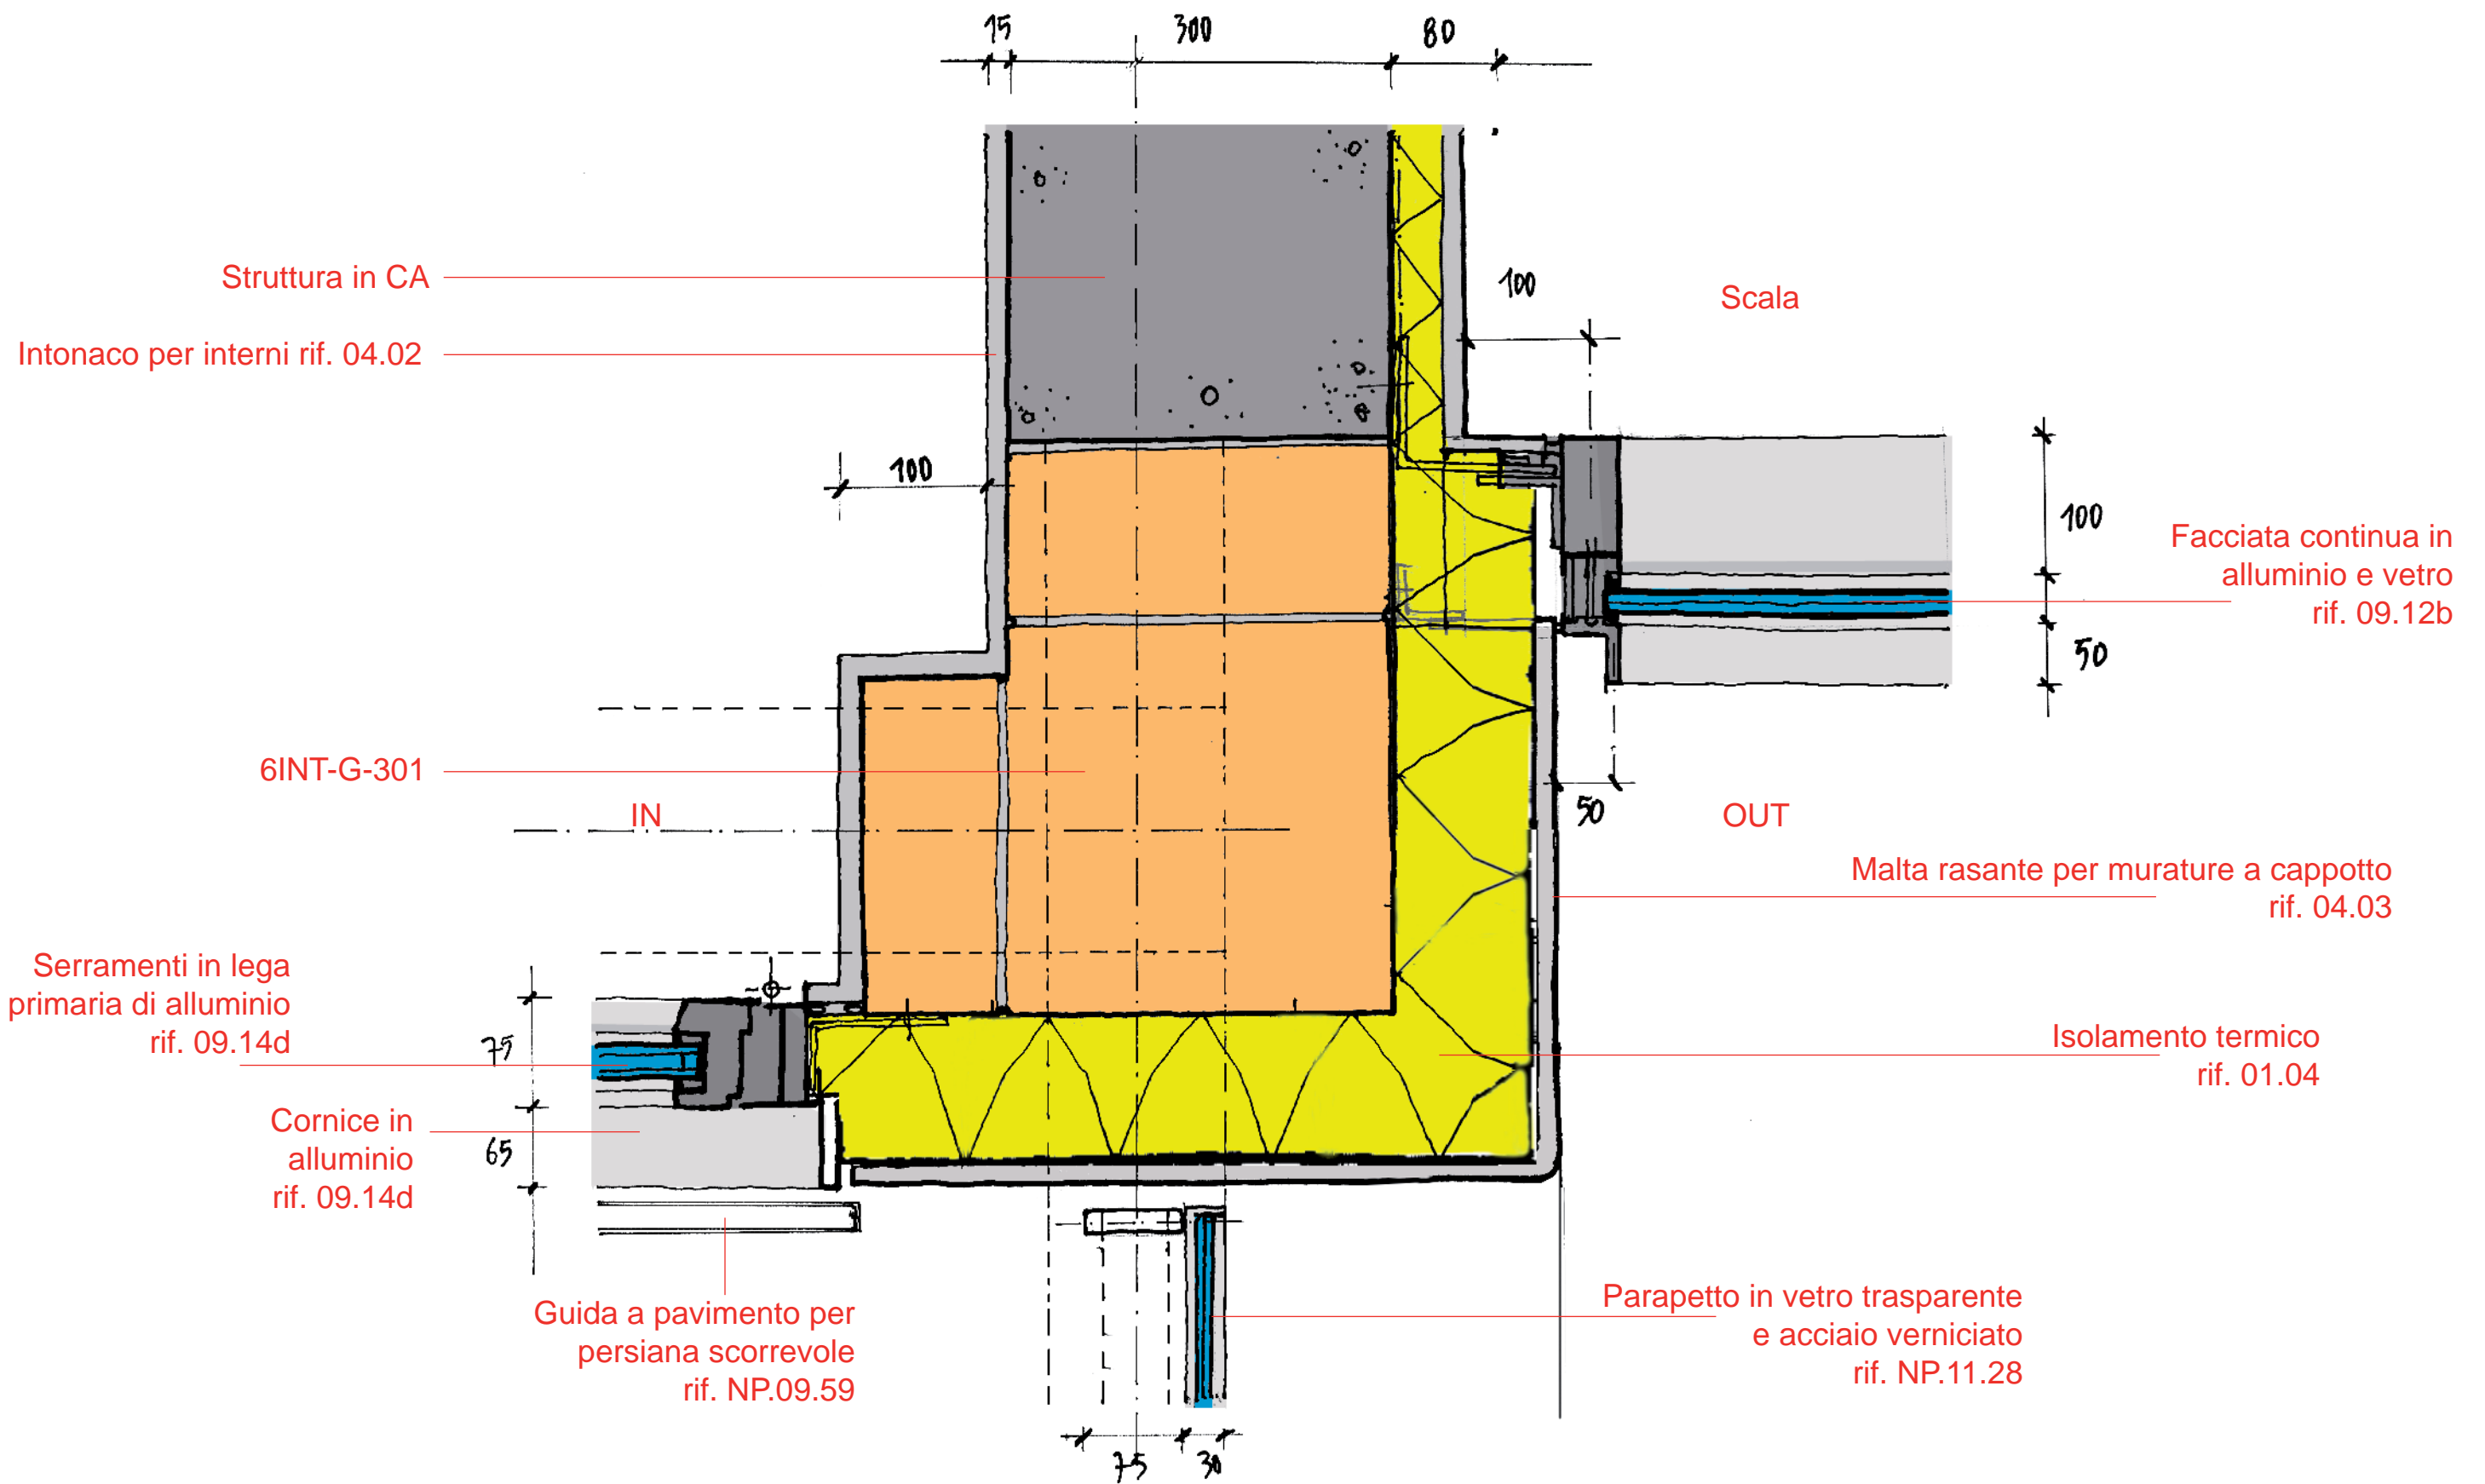 15
300
80
Struttura in CA
100
Scala
Intonaco per interni rif. 04.02
100
100
Facciata continua in
alluminio e vetro
rif. 09.12b
50
6INT-G-301
IN
50
OUT
Malta rasante per murature a cappotto
rif. 04.03
Serramenti in lega
primaria di alluminio
rif. 09.14d
75
Isolamento termico
rif. 01.04
Cornice in
alluminio
rif. 09.14d
65
Guida a pavimento per
persiana scorrevole
rif. NP.09.59
Parapetto in vetro trasparente
e acciaio verniciato
rif. NP.11.28
75
30